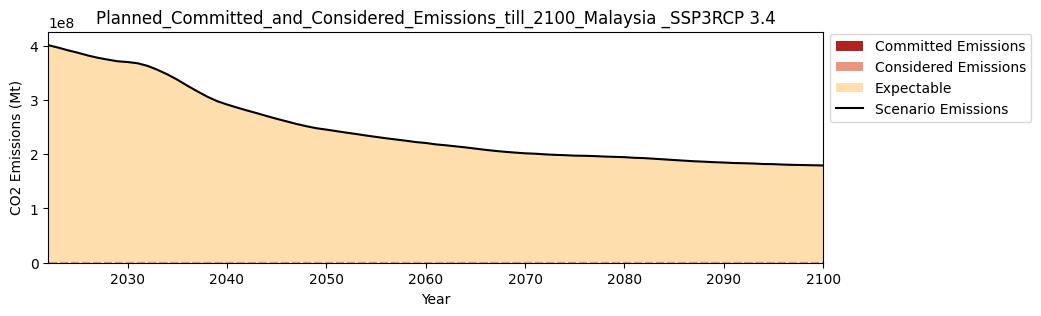 Planned_Committed_and_Considered_Emissions_till_2100_Malaysia _SSP3RCP 3.4
1e8
4
3
2
1
0
CO2 Emissions (Mt)
2030 2040 2050 2060 2070 2080 2090 2100
Year
Committed Emissions
Considered Emissions
Expectable
Scenario Emissions